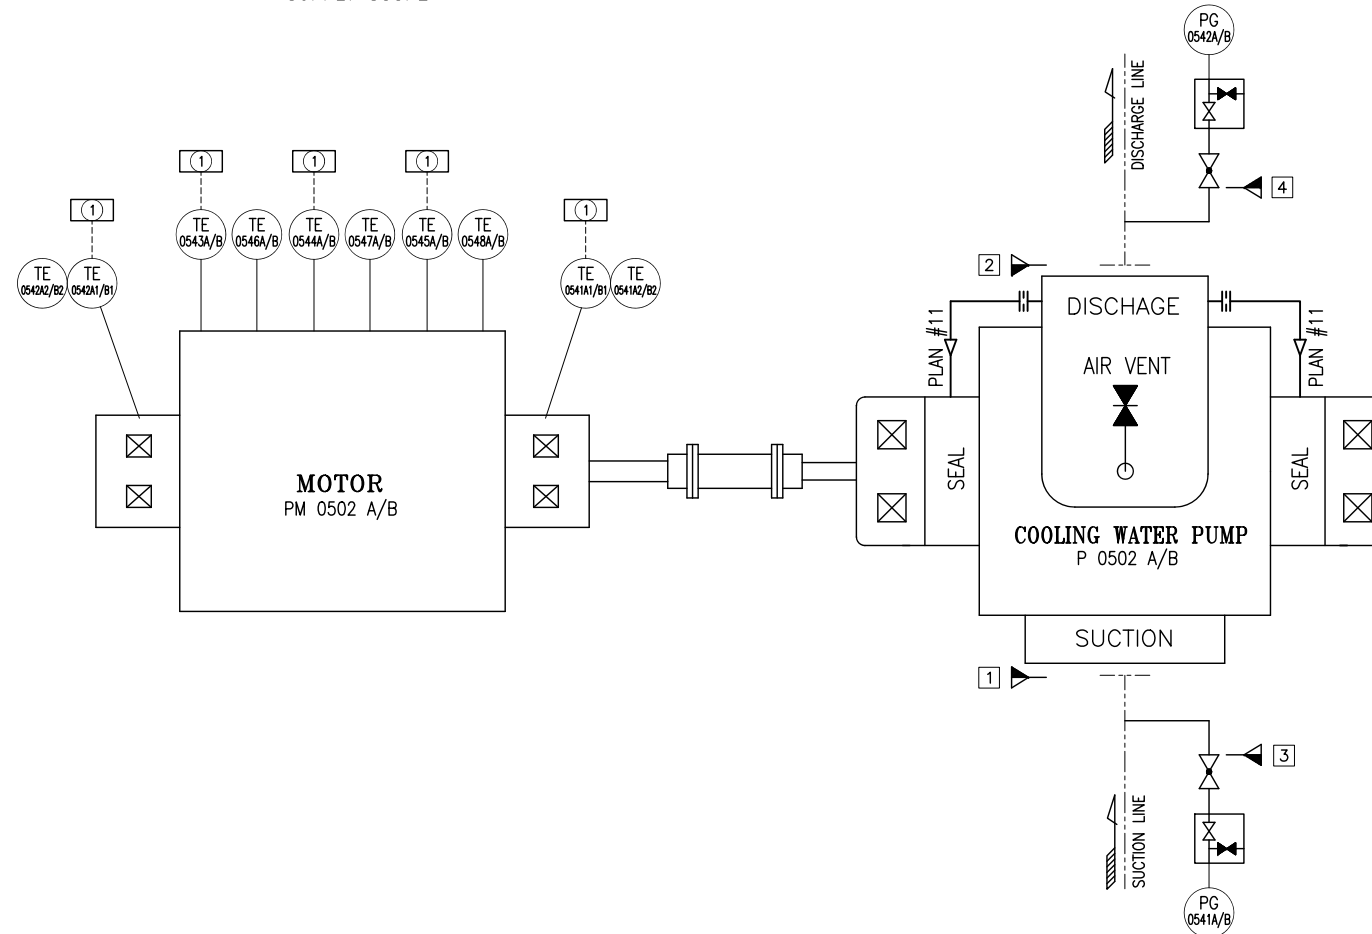 PG
0542A/B
DISCHARGE LINE
4
1
1
1
1
1
TE
0543A/B
TE
0546A/B
TE
0544A/B
TE
0547A/B
TE
0545A/B
TE
0548A/B
TE
0542A2/B2
TE
0542A1/B1
TE
0541A1/B1
TE
0541A2/B2
2
DISCHAGE
PLAN #11
PLAN #11
AIR VENT
SEAL
SEAL
MOTOR
PM 0502 A/B
COOLING WATER PUMP
P 0502 A/B
SUCTION
1
3
SUCTION LINE
PG
0541A/B